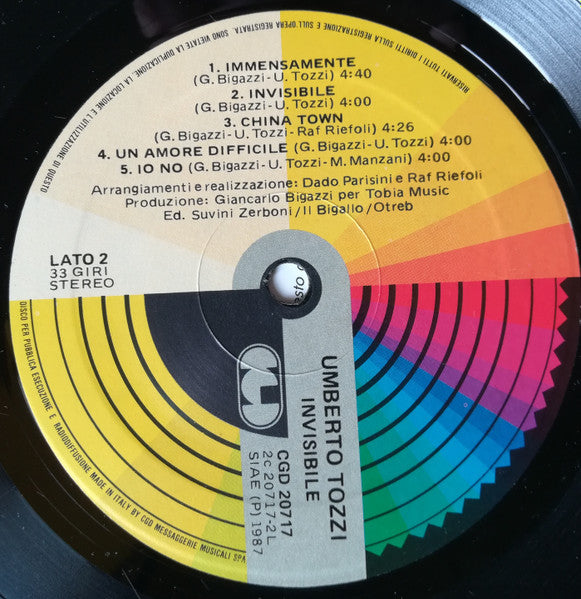 1. IMMENSAMENTE
(G. Bigazzi-U. Tozzi) 4:40
2. INVISIBILE
(G. Bigazzi-U. Tozzi) 4:00
3. CHINA TOWN
(G. Bigazzi-U. Tozzi-Raf Riefoli) 4:26
4. UN AMORE DIFFICILE (G. Bigazzi-U. Tozzi) 4:00
5. IO NO (G. Bigazzi-U. Tozzi-M. Manzani) 4:00
Arrangiamenti e realizzazione: Dado Parisini e Raf Riefoli
Produzione: Giancarlo Bigazzi per Tobia Music
Ed. Suvini Zerboni/Il Bigallo/Otreb
LATO 2
33 GIRI
STEREO
UMBERTO TOZZI
INVISIBILE
CGD 20717
2c 20717-2L
SIAE (P) 1987
RISERVATI TUTTI I DIRITTI SULLA REGISTRAZIONE E SULL'OPERA REGISTRATA. SONO VIETATE LA DUPLICAZIONE, LA LOCAZIONE E L'UTILIZZAZIONE DI QUESTO
DISCO PER PUBBLICA ESECUZIONE E RADIODIFFUSIONE MADE IN ITALY BY CGD MESSAGGERIE MUSICALI SPA